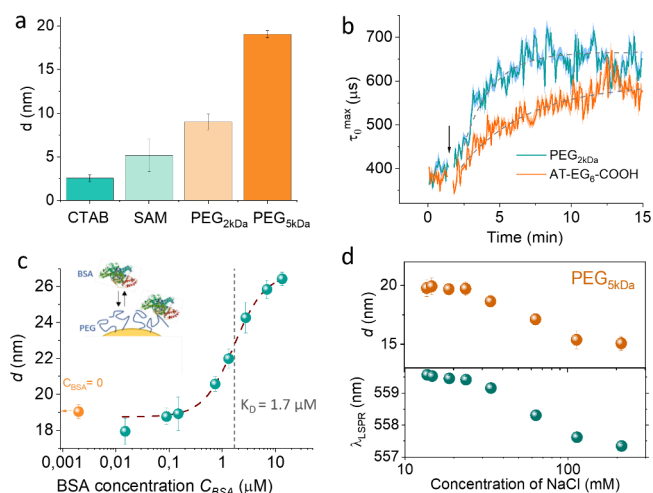 a
20
15
10
5
0
d (nm)
CTAB
SAM
PEG2kDa
PEG5kDa
b
700
600
500
400
τ0max (μs)
PEG2kDa
AT-EG6-COOH
0
5
10
15
Time (min)
c
BSA
PEG
28
26
24
22
20
18
d (nm)
CBSA= 0
KD = 1.7 μM
0,001
0,01
0,1
1
10
BSA concentration CBSA (μM)
d
PEG5kDa
20
15
10
d (nm)
559
558
557
λLSPR (nm)
10
100
Concentration of NaCl (mM)